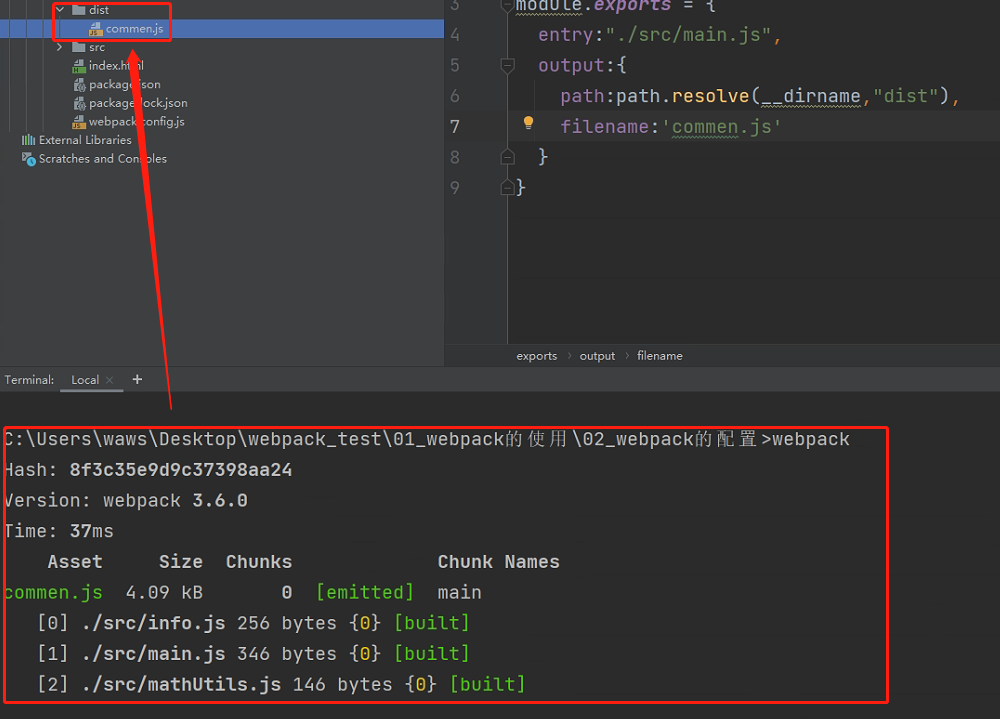 dist
commen.js
src
index.html
package.json
package-lock.json
webpack.config.js
External Libraries
Scratches and Consoles
3 module.exports = {
4 entry:"./src/main.js",
5 output:{
6 path:path.resolve(__dirname,"dist"),
7 filename:'commen.js'
8 }
9 }
exports › output › filename
Terminal: Local × +
C:\Users\waws\Desktop\webpack_test\01_webpack的使用\02_webpack的配置>webpack
Hash: 8f3c35e9d9c37398aa24
Version: webpack 3.6.0
Time: 37ms
Asset Size Chunks Chunk Names
commen.js 4.09 kB 0 [emitted] main
[0] ./src/info.js 256 bytes {0} [built]
[1] ./src/main.js 346 bytes {0} [built]
[2] ./src/mathUtils.js 146 bytes {0} [built]